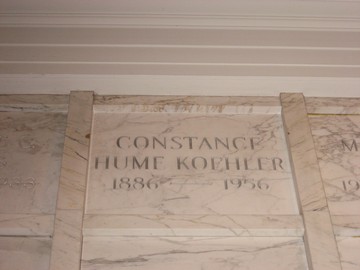 CONSTANCE
HUME KOEHLER
1886 - 1956